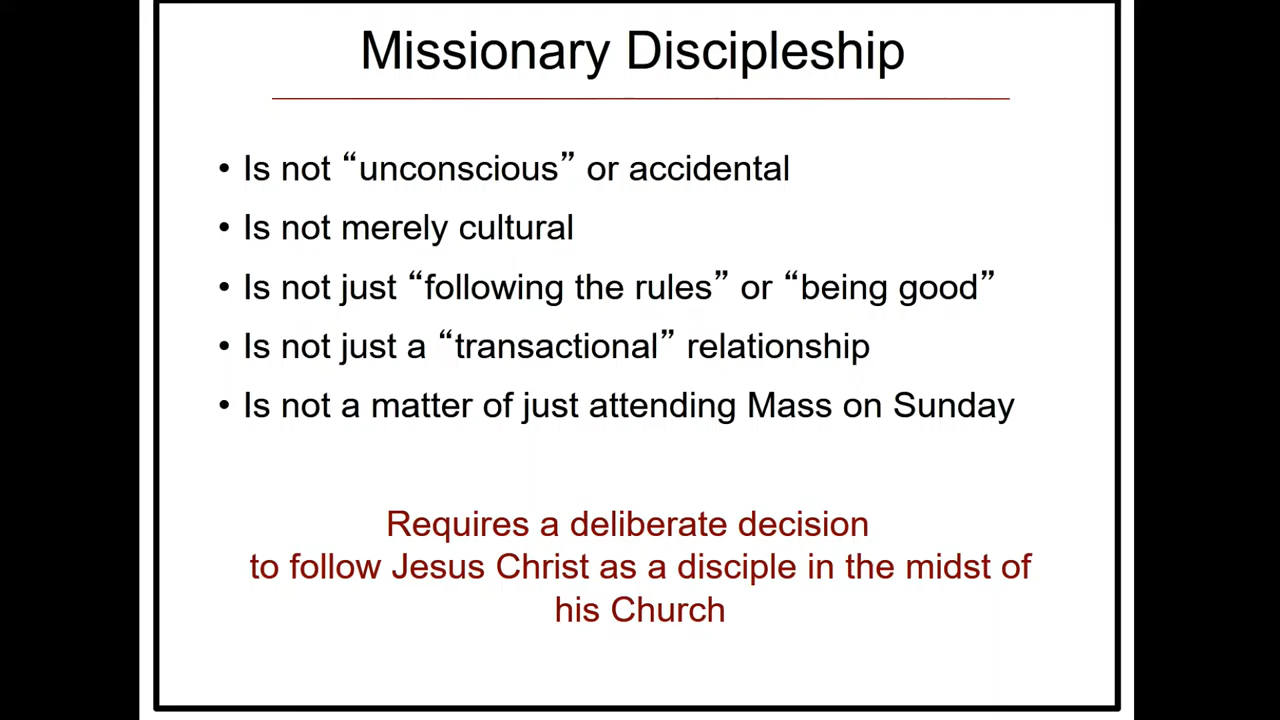 Missionary Discipleship
• Is not “unconscious” or accidental
• Is not merely cultural
• Is not just “following the rules” or “being good”
• Is not just a “transactional” relationship
• Is not a matter of just attending Mass on Sunday
Requires a deliberate decision
to follow Jesus Christ as a disciple in the midst of
his Church